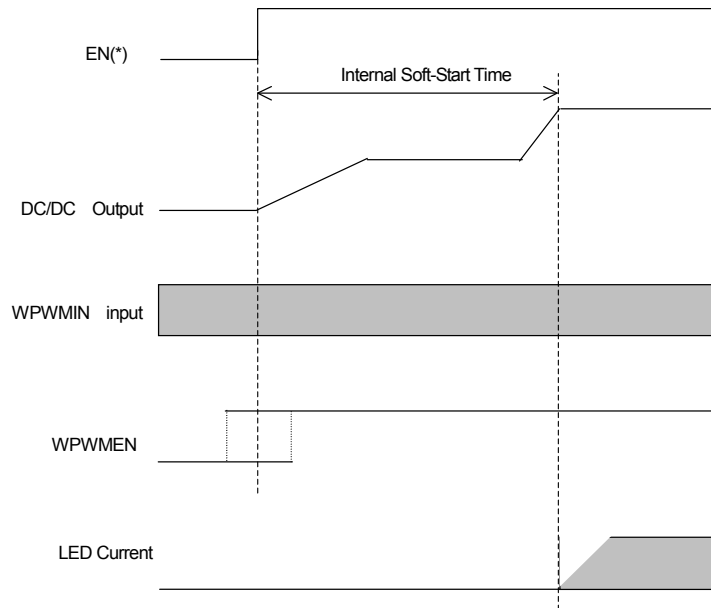 EN(*)
Internal Soft-Start Time
DC/DC Output
WPWMIN input
WPWMEN
LED Current